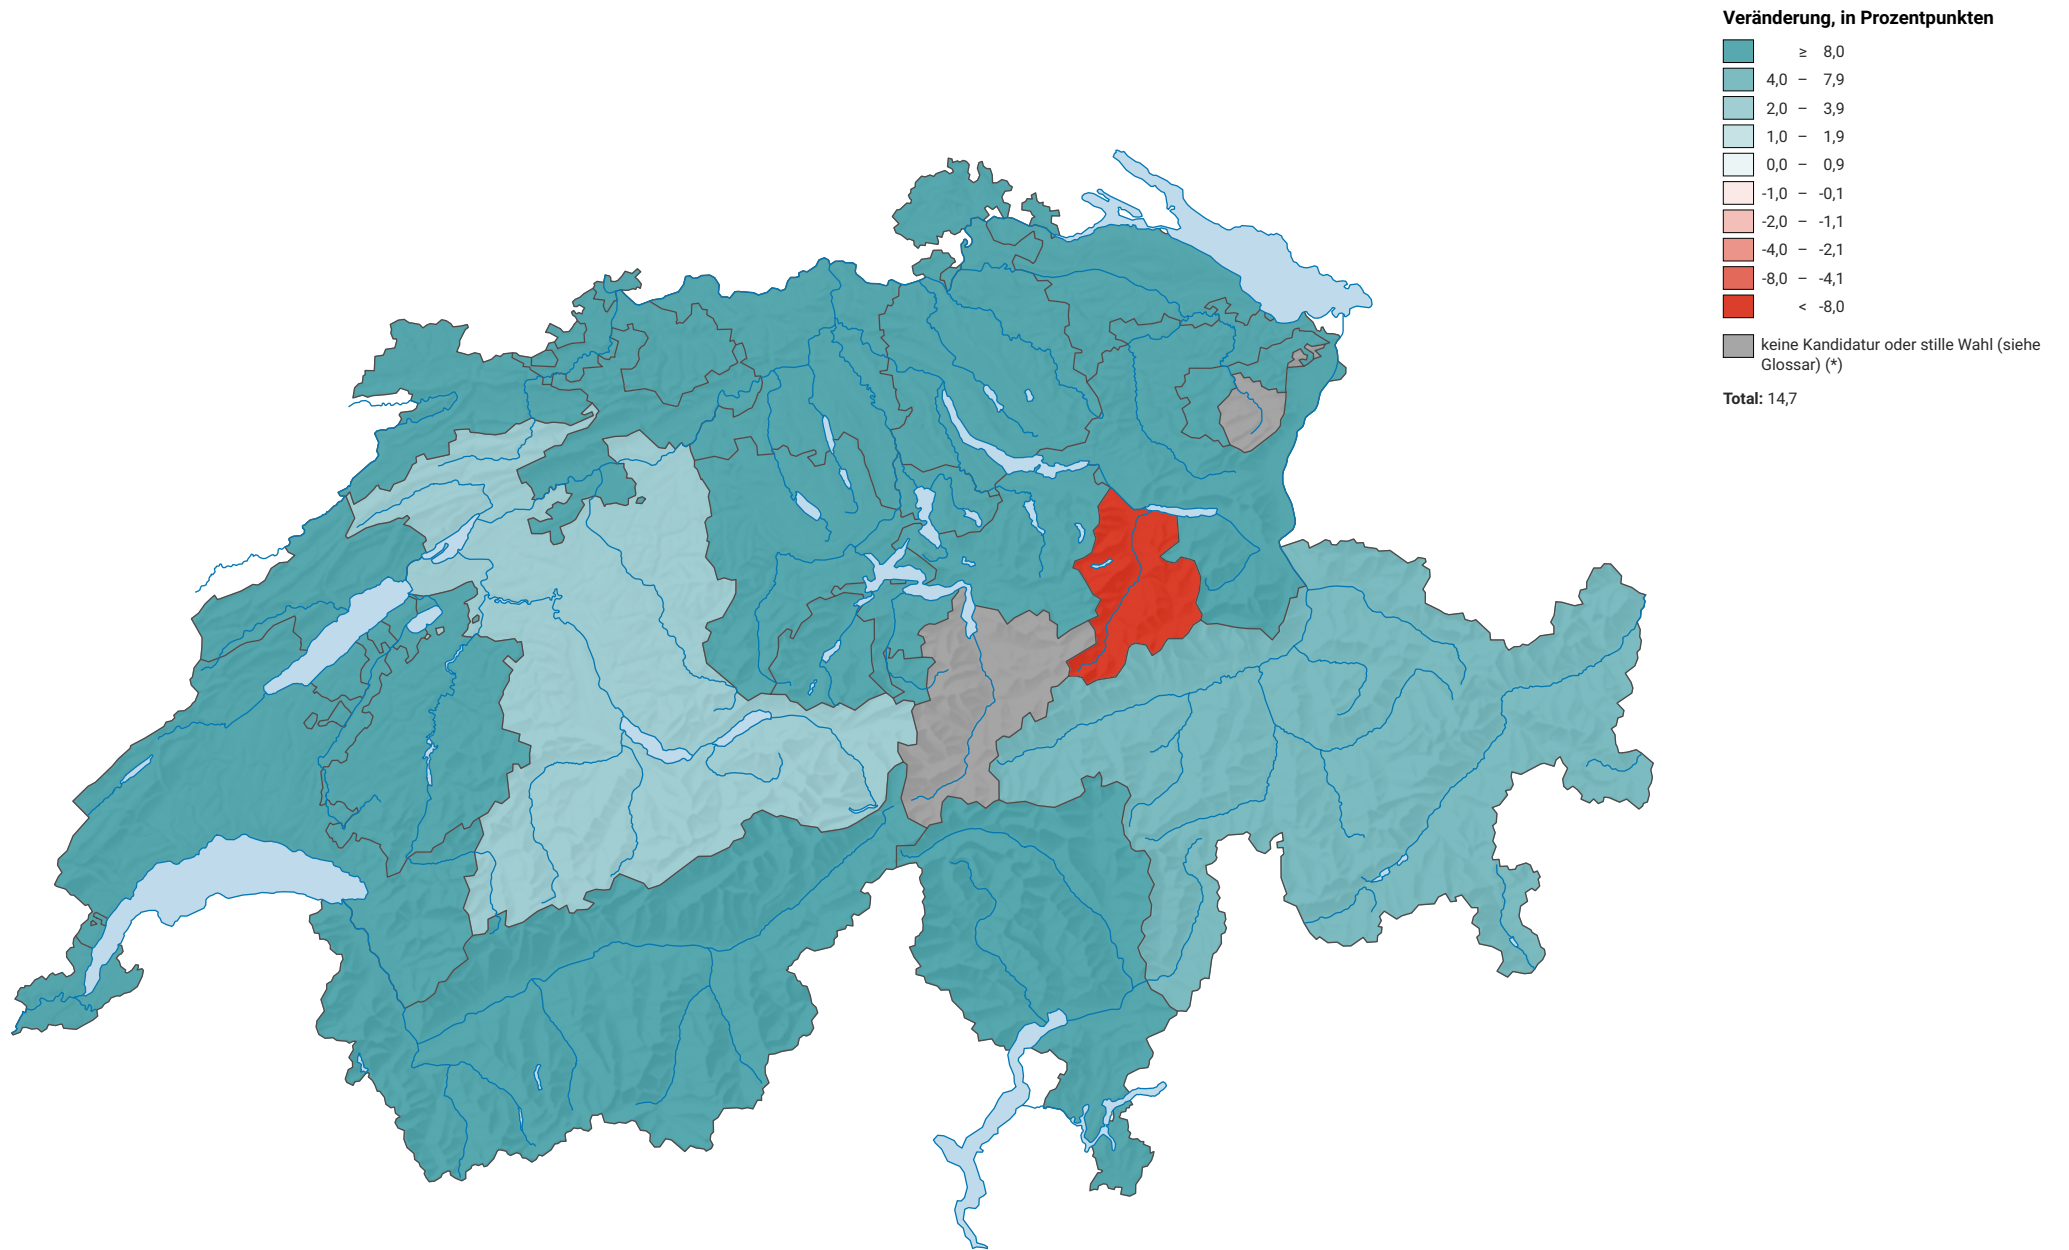 Veränderung, in Prozentpunkten
≥ 8,0
4,0 – 7,9
2,0 – 3,9
1,0 – 1,9
0,0 – 0,9
-1,0 – -0,1
-2,0 – -1,1
-4,0 – -2,1
-8,0 – -4,1
< -8,0
keine Kandidatur oder stille Wahl (siehe
Glossar) (*)
Total: 14,7